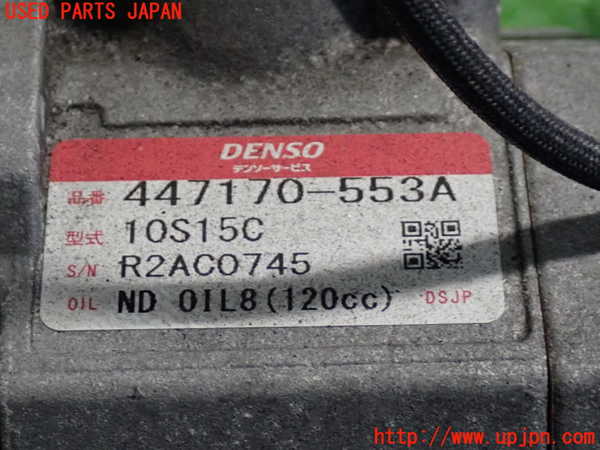 USED PARTS JAPAN
DENSO
デンソーサービス
品番 447170-553A
型式 10S15C
S/N R2AC0745
OIL ND OIL8(120cc) DSJP
http://www.upjpn.com/